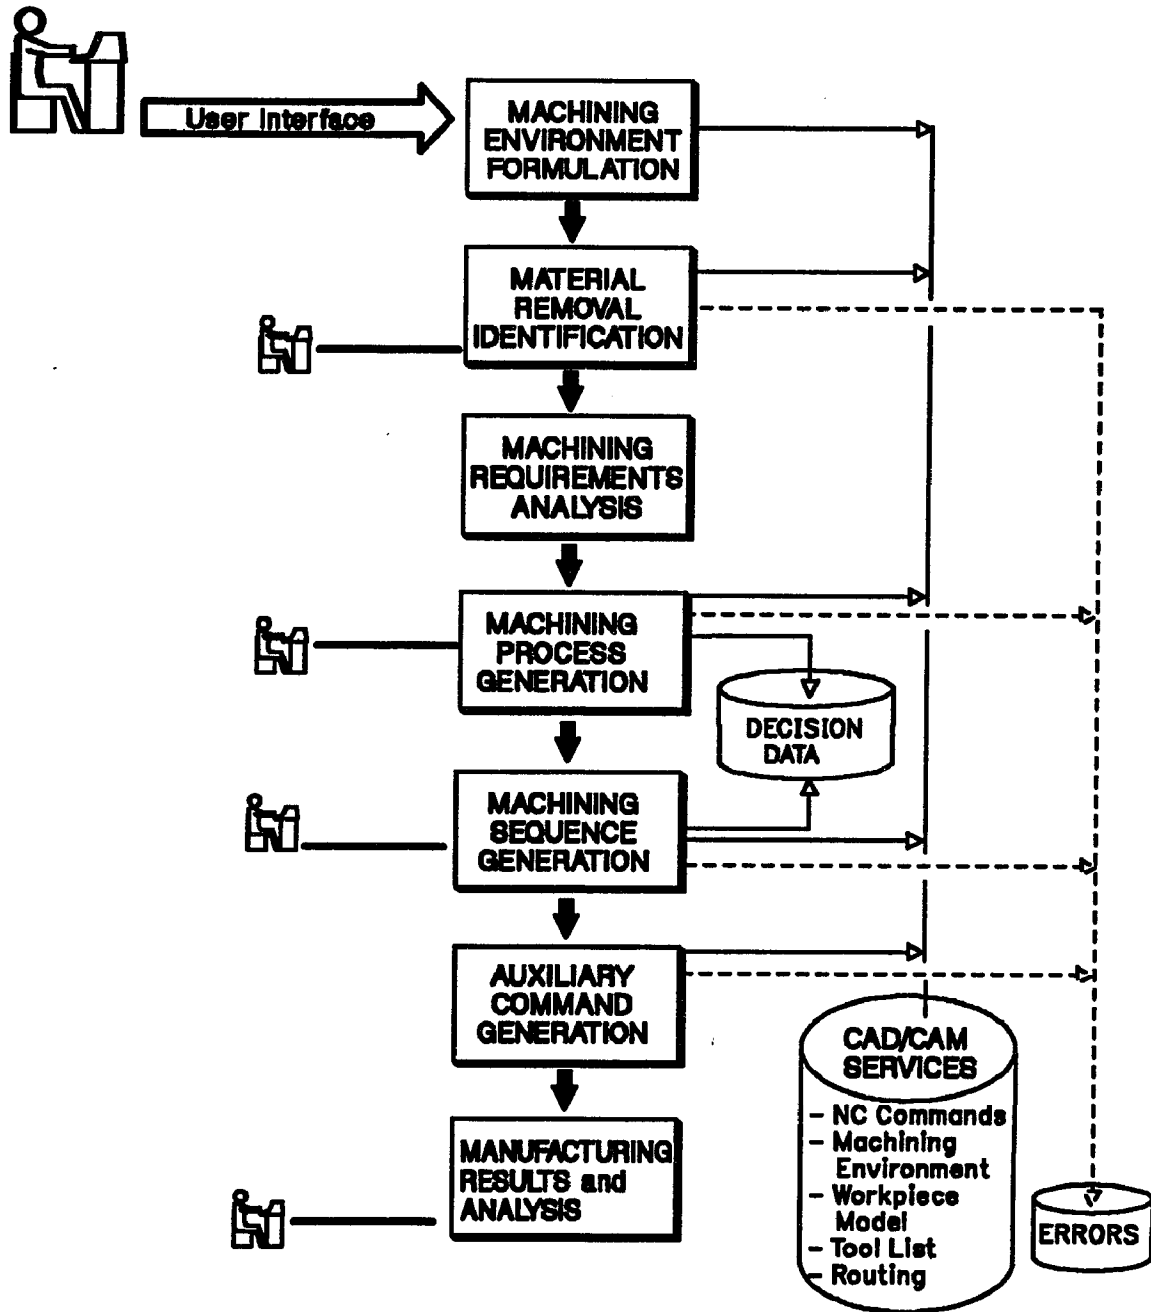 User Interface
MACHINING
ENVIRONMENT
FORMULATION
MATERIAL
REMOVAL
IDENTIFICATION
MACHINING
REQUIREMENTS
ANALYSIS
MACHINING
PROCESS
GENERATION
DECISION
DATA
MACHINING
SEQUENCE
GENERATION
AUXILIARY
COMMAND
GENERATION
MANUFACTURING
RESULTS and
ANALYSIS
CAD/CAM
SERVICES
- NC Commands
- Machining
Environment
- Workpiece
Model
- Tool List
- Routing
ERRORS